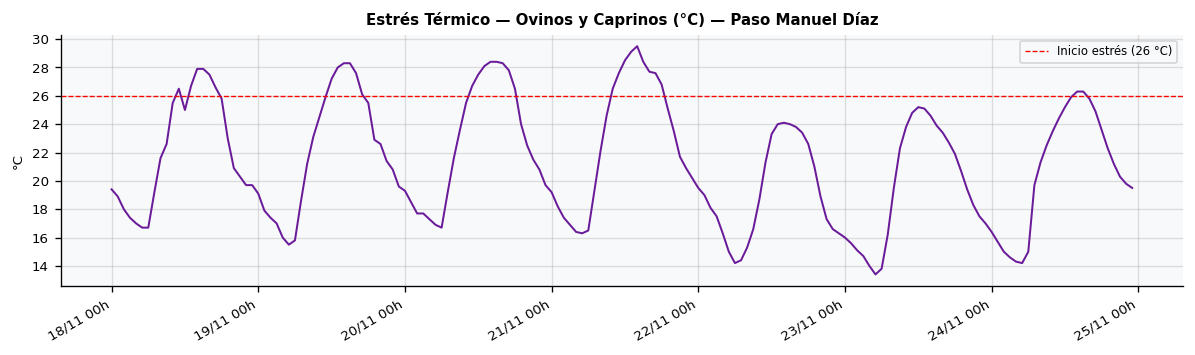 Estrés Térmico — Ovinos y Caprinos (°C) — Paso Manuel Díaz
Inicio estrés (26 °C)
°C
30
28
26
24
22
20
18
16
14
18/11 00h
19/11 00h
20/11 00h
21/11 00h
22/11 00h
23/11 00h
24/11 00h
25/11 00h